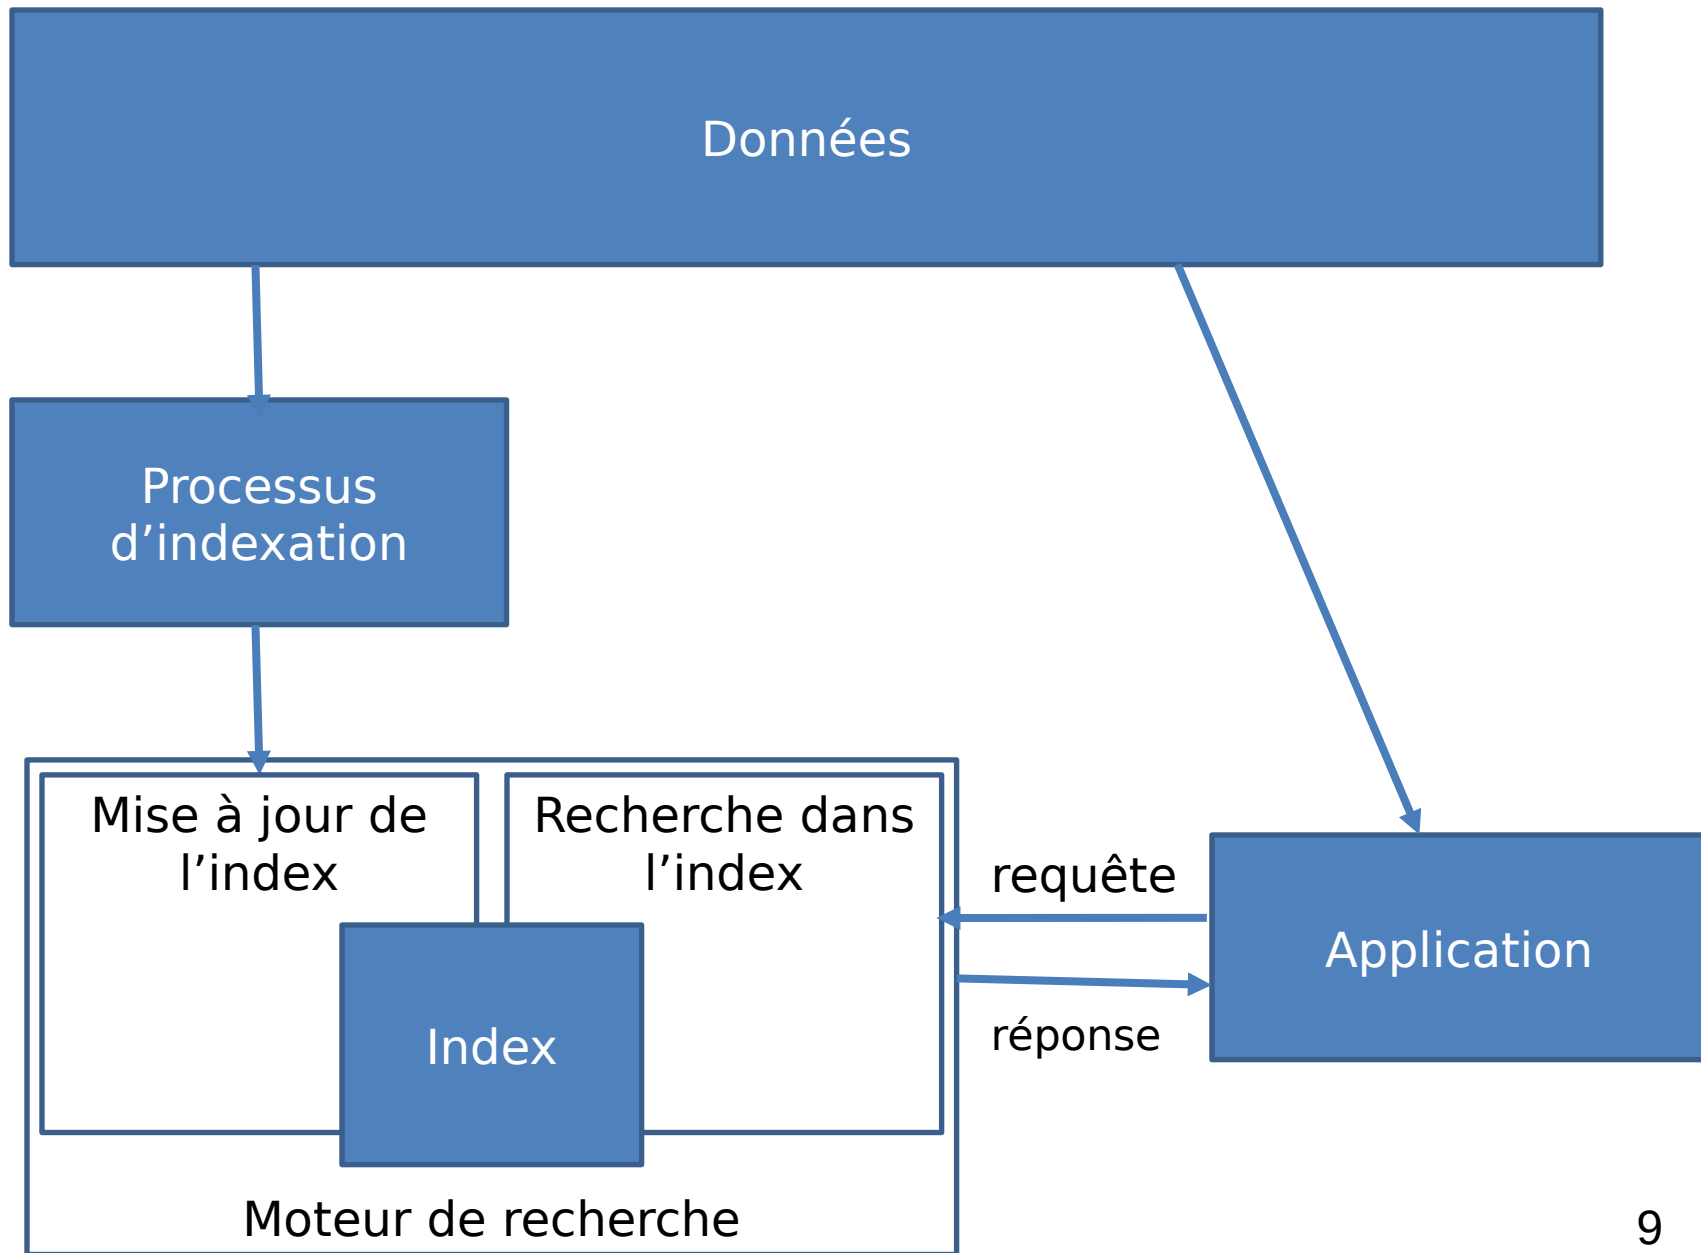 Données
Processus
d’indexation
Mise à jour de
l’index
Recherche dans
l’index
requête
Application
réponse
Index
Moteur de recherche
9